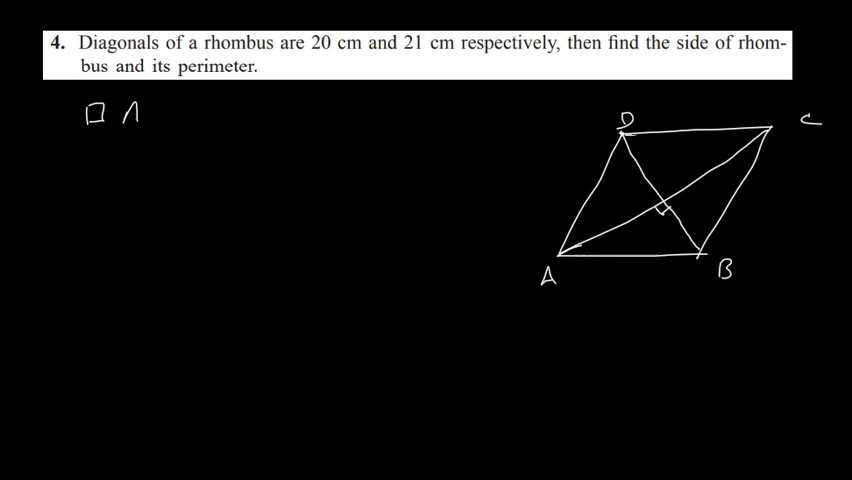 4. Diagonals of a rhombus are 20 cm and 21 cm respectively, then find the side of rhom-
bus and its perimeter.
□ A
D
C
A
B